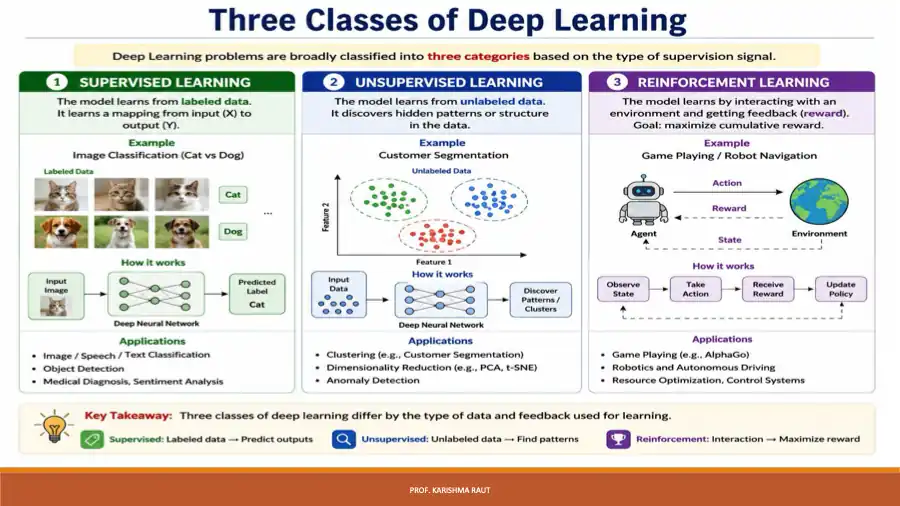 Three Classes of Deep Learning
Deep Learning problems are broadly classified into three categories based on the type of supervision signal.
1 SUPERVISED LEARNING
The model learns from labeled data.
It learns a mapping from input (X) to
output (Y).
Example
Image Classification (Cat vs Dog)
Labeled Data
Cat
...
Dog
How it works
Input
Image
Predicted
Label
Cat
Deep Neural Network
Applications
• Image / Speech / Text Classification
• Object Detection
• Medical Diagnosis, Sentiment Analysis
2 UNSUPERVISED LEARNING
The model learns from unlabeled data.
It discovers hidden patterns or structure
in the data.
Example
Customer Segmentation
Unlabeled Data
Feature 2
Feature 1
How it works
Input
Data
Discover
Patterns /
Clusters
Deep Neural Network
Applications
• Clustering (e.g., Customer Segmentation)
• Dimensionality Reduction (e.g., PCA, t-SNE)
• Anomaly Detection
3 REINFORCEMENT LEARNING
The model learns by interacting with an
environment and getting feedback (reward).
Goal: maximize cumulative reward.
Example
Game Playing / Robot Navigation
Action
Reward
Agent
Environment
State
How it works
Observe
State
Take
Action
Receive
Reward
Update
Policy
Applications
• Game Playing (e.g., AlphaGo)
• Robotics and Autonomous Driving
• Resource Optimization, Control Systems
Key Takeaway: Three classes of deep learning differ by the type of data and feedback used for learning.
Supervised: Labeled data → Predict outputs
Unsupervised: Unlabeled data → Find patterns
Reinforcement: Interaction → Maximize reward
PROF. KARISHMA RAUT